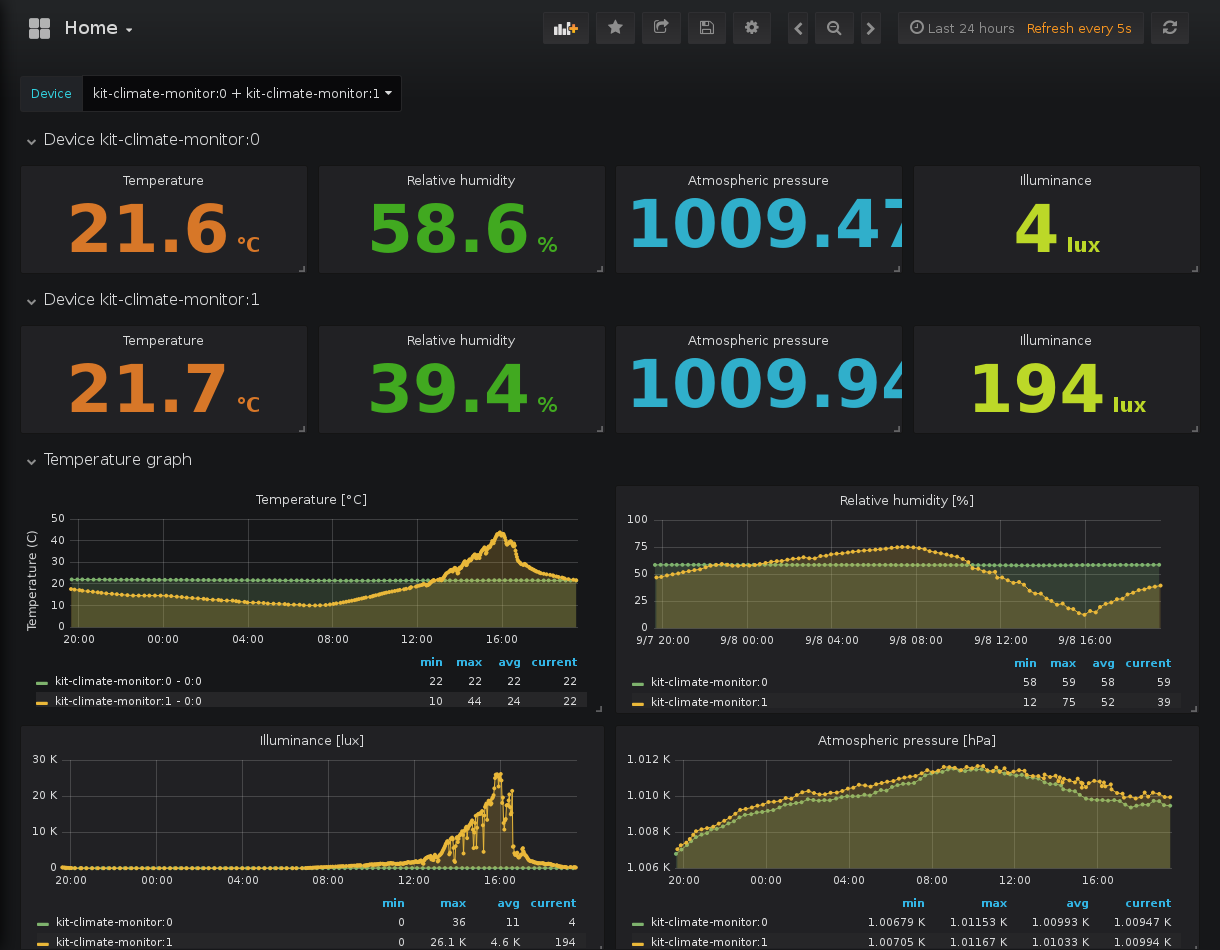 Home
Last 24 hours Refresh every 5s
Device kit-climate-monitor:0 + kit-climate-monitor:1
Device kit-climate-monitor:0
Temperature Relative humidity Atmospheric pressure Illuminance
21.6 °C 58.6 % 1009.47 4 lux
Device kit-climate-monitor:1
Temperature Relative humidity Atmospheric pressure Illuminance
21.7 °C 39.4 % 1009.94 194 lux
Temperature graph
Temperature [°C]
Temperature (C)
50
40
30
20
10
0
20:00 00:00 04:00 08:00 12:00 16:00
min max avg current
kit-climate-monitor:0 - 0:0 22 22 22 22
kit-climate-monitor:1 - 0:0 10 44 24 22
Relative humidity [%]
100
75
50
25
0
9/7 20:00 9/8 00:00 9/8 04:00 9/8 08:00 9/8 12:00 9/8 16:00
min max avg current
kit-climate-monitor:0 58 59 58 59
kit-climate-monitor:1 12 75 52 39
Illuminance [lux]
30 K
20 K
10 K
0
20:00 00:00 04:00 08:00 12:00 16:00
min max avg current
kit-climate-monitor:0 0 36 11 4
kit-climate-monitor:1 0 26.1 K 4.6 K 194
Atmospheric pressure [hPa]
1.012 K
1.010 K
1.008 K
1.006 K
20:00 00:00 04:00 08:00 12:00 16:00
min max avg current
kit-climate-monitor:0 1.00679 K 1.01153 K 1.00993 K 1.00947 K
kit-climate-monitor:1 1.00705 K 1.01167 K 1.01033 K 1.00994 K